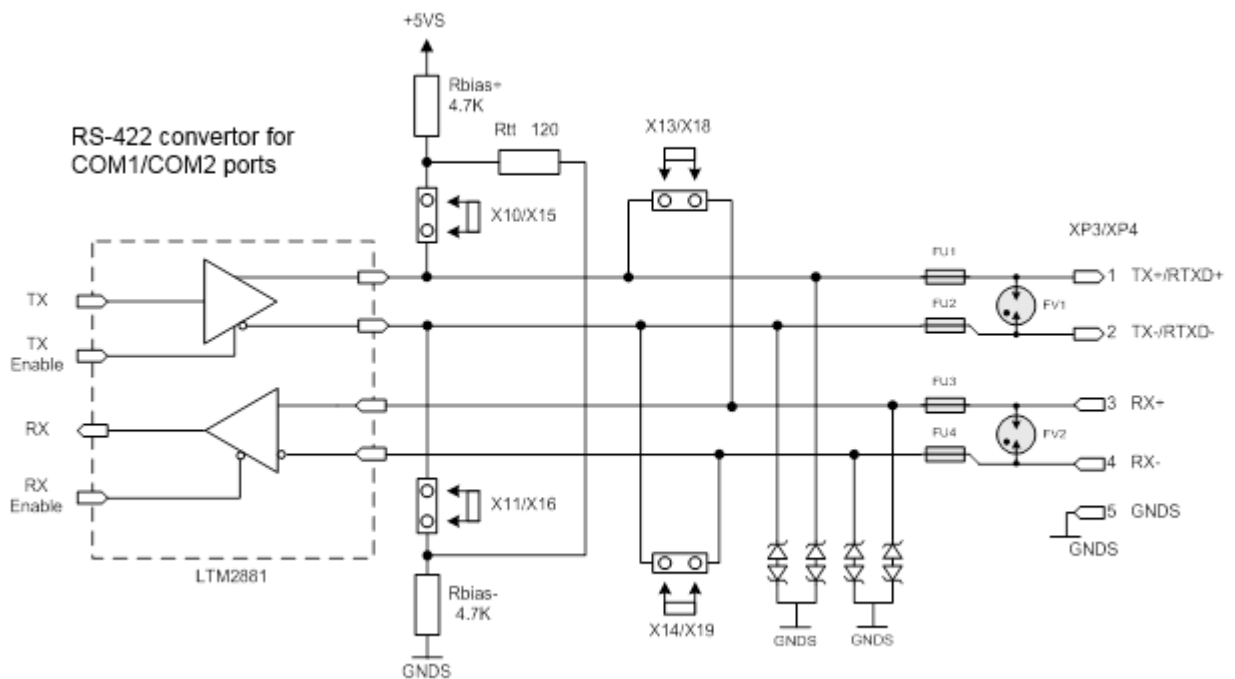 +5VS
Rbias+
4.7K
RS-422 convertor for
COM1/COM2 ports
Rtt 120
X13/X18
X10/X15
XP3/XP4
FU1
1 TX+/RTXD+
TX
FU2
FV1
2 TX-/RTXD-
TX
Enable
FU3
3 RX+
RX
FU4
FV2
4 RX-
RX
Enable
X11/X16
5 GNDS
GNDS
LTM2881
Rbias-
4.7K
X14/X19
GNDS
GNDS
GNDS